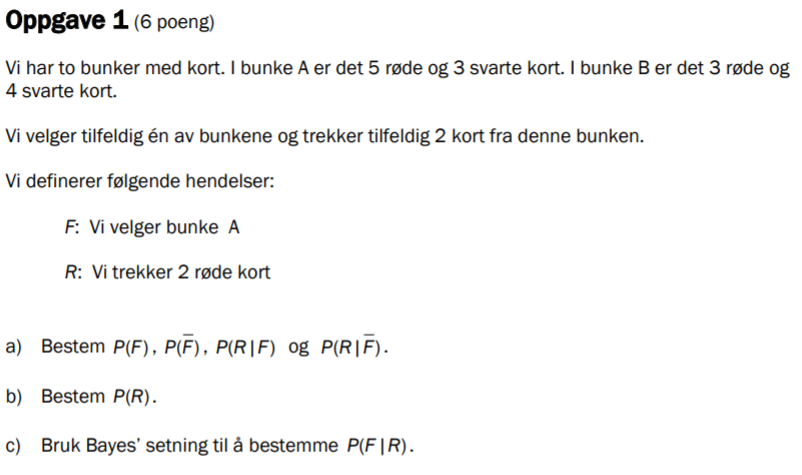 Oppgave 1 (6 poeng)
Vi har to bunker med kort. I bunke A er det 5 røde og 3 svarte kort. I bunke B er det 3 røde og
4 svarte kort.
Vi velger tilfeldig én av bunkene og trekker tilfeldig 2 kort fra denne bunken.
Vi definerer følgende hendelser:
F: Vi velger bunke A
R: Vi trekker 2 røde kort
a) Bestem P(F), P(F̅), P(R|F) og P(R|F̅).
b) Bestem P(R).
c) Bruk Bayes’ setning til å bestemme P(F|R).